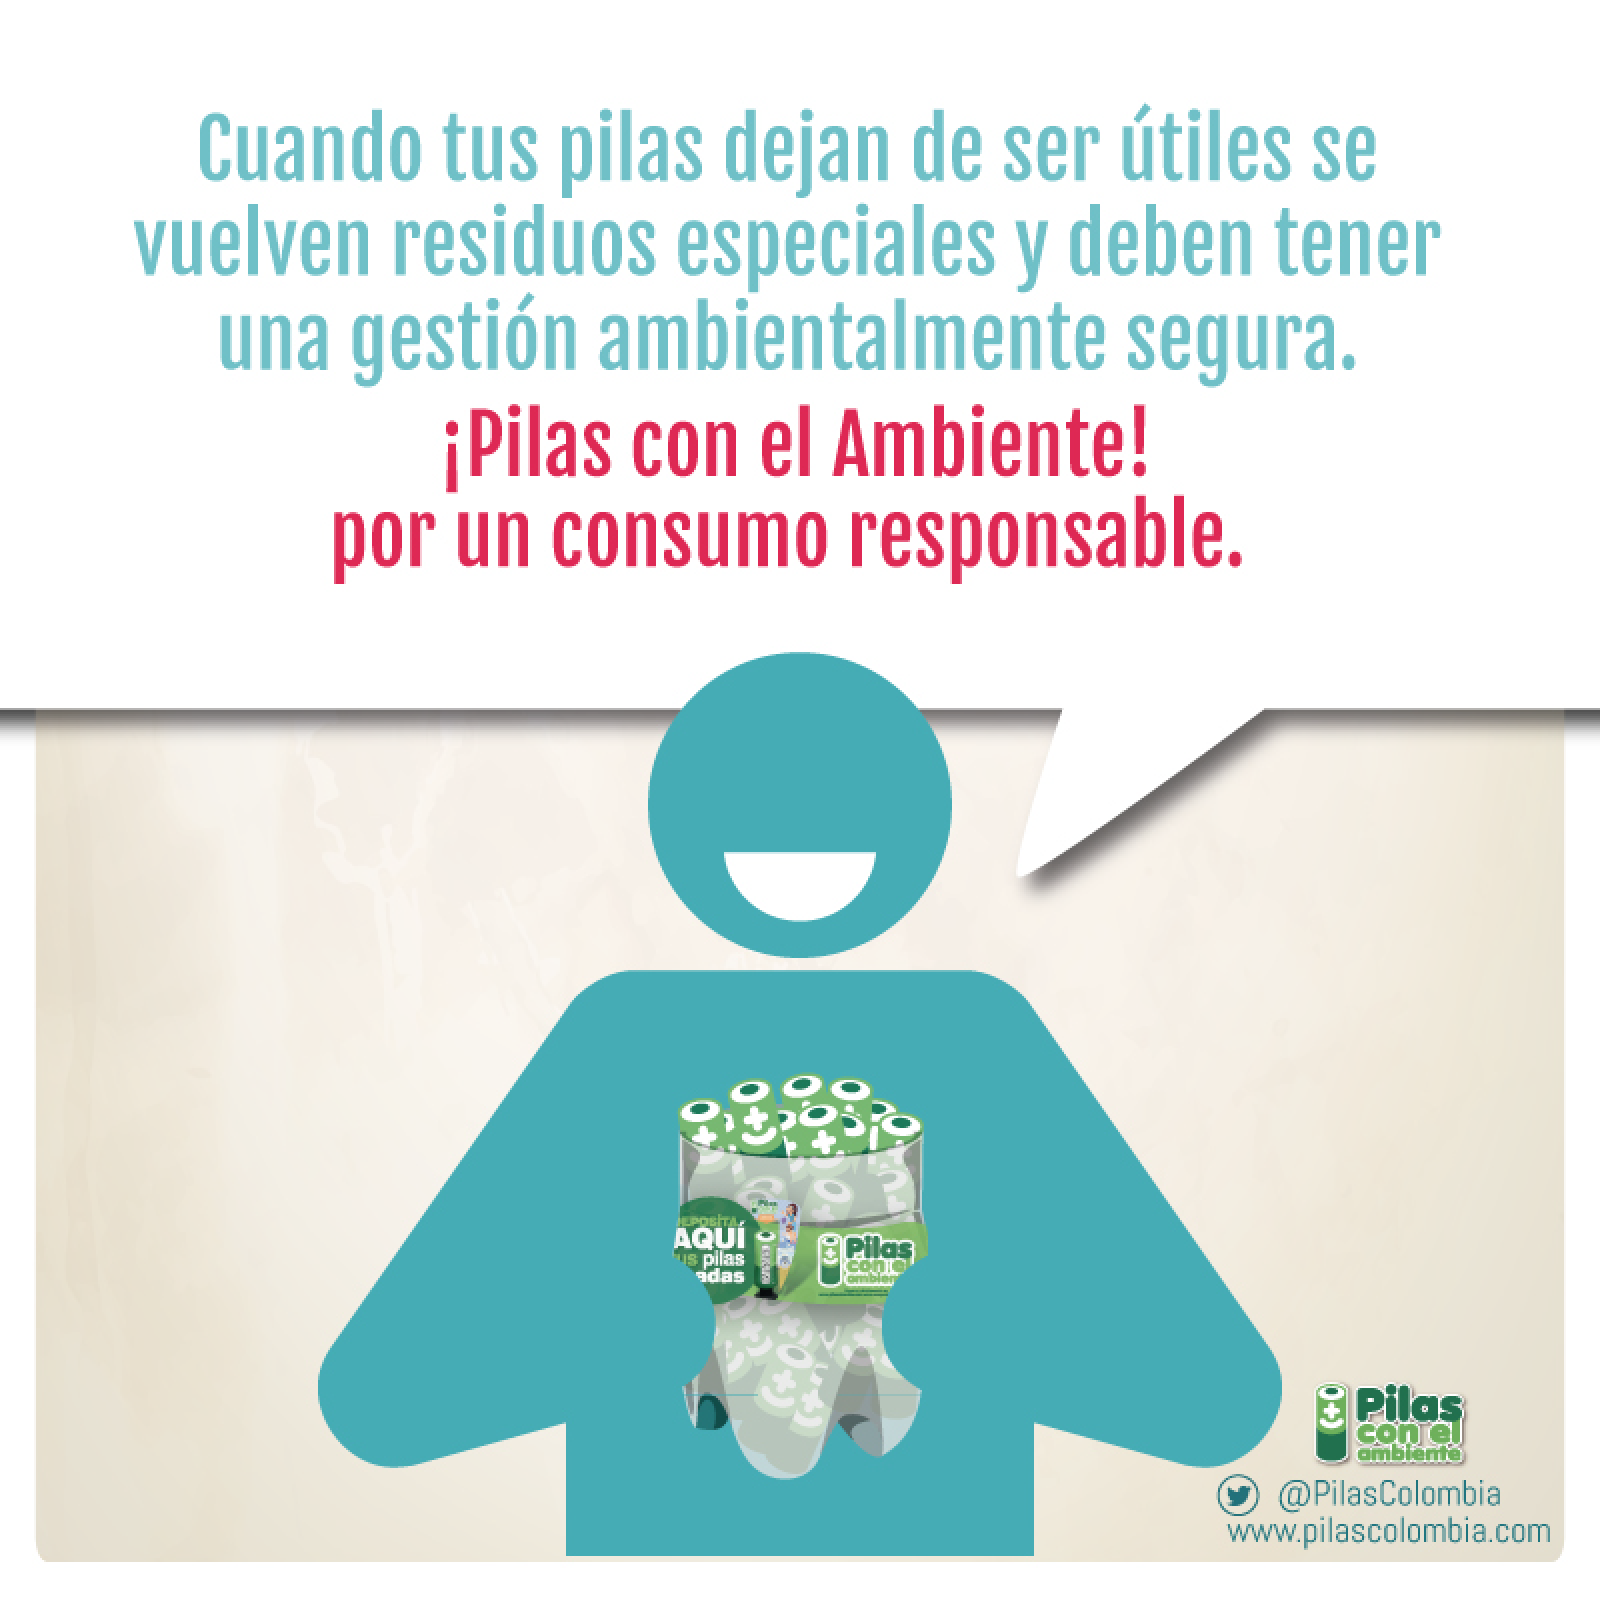 Cuando tus pilas dejan de ser útiles se
vuelven residuos especiales y deben tener
una gestión ambientalmente segura.
¡Pilas con el Ambiente!
por un consumo responsable.
AQUÍ
pilas
Pilas
con el
Pilas
con el
ambiente
@PilasColombia
www.pilascolombia.com